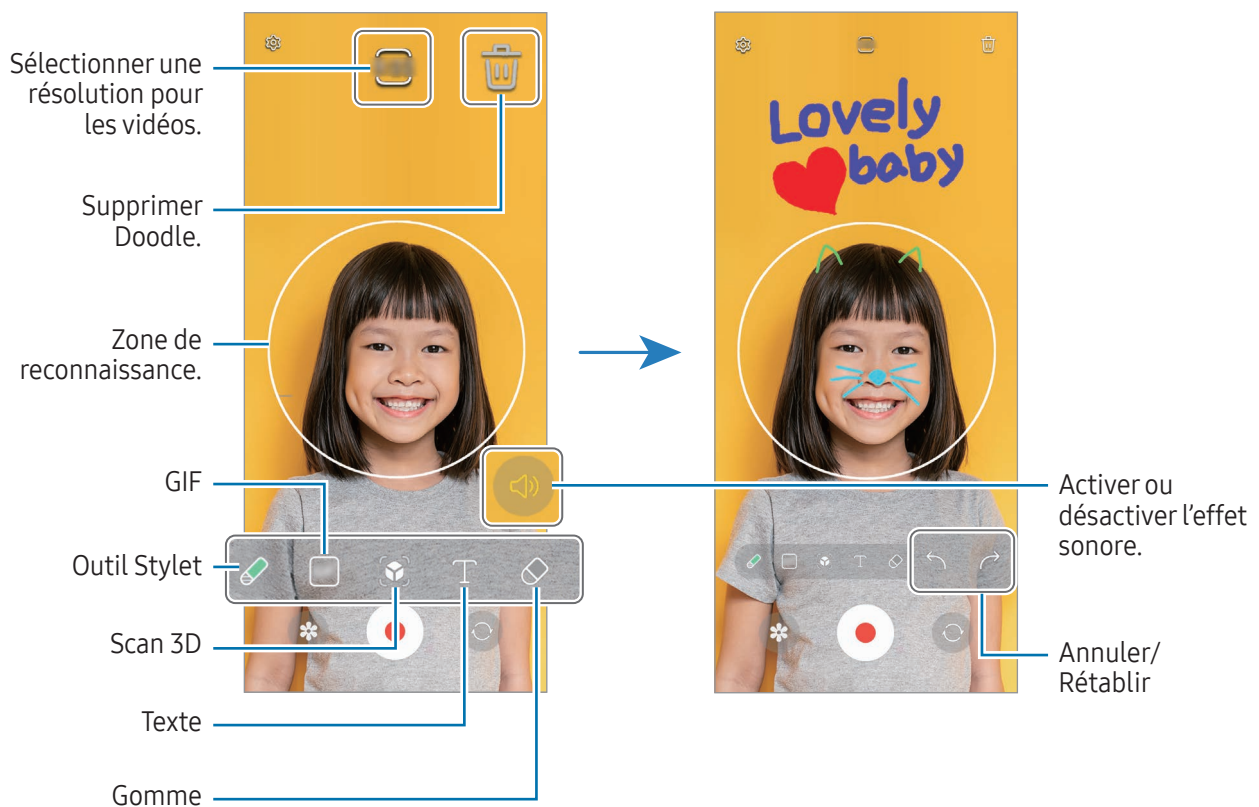 Sélectionner une
résolution pour
les vidéos.
Supprimer
Doodle.
Zone de
reconnaissance.
GIF
Outil Stylet
Scan 3D
Texte
Gomme
Lovely
baby
Activer ou
désactiver l'effet
sonore.
Annuler/
Rétablir